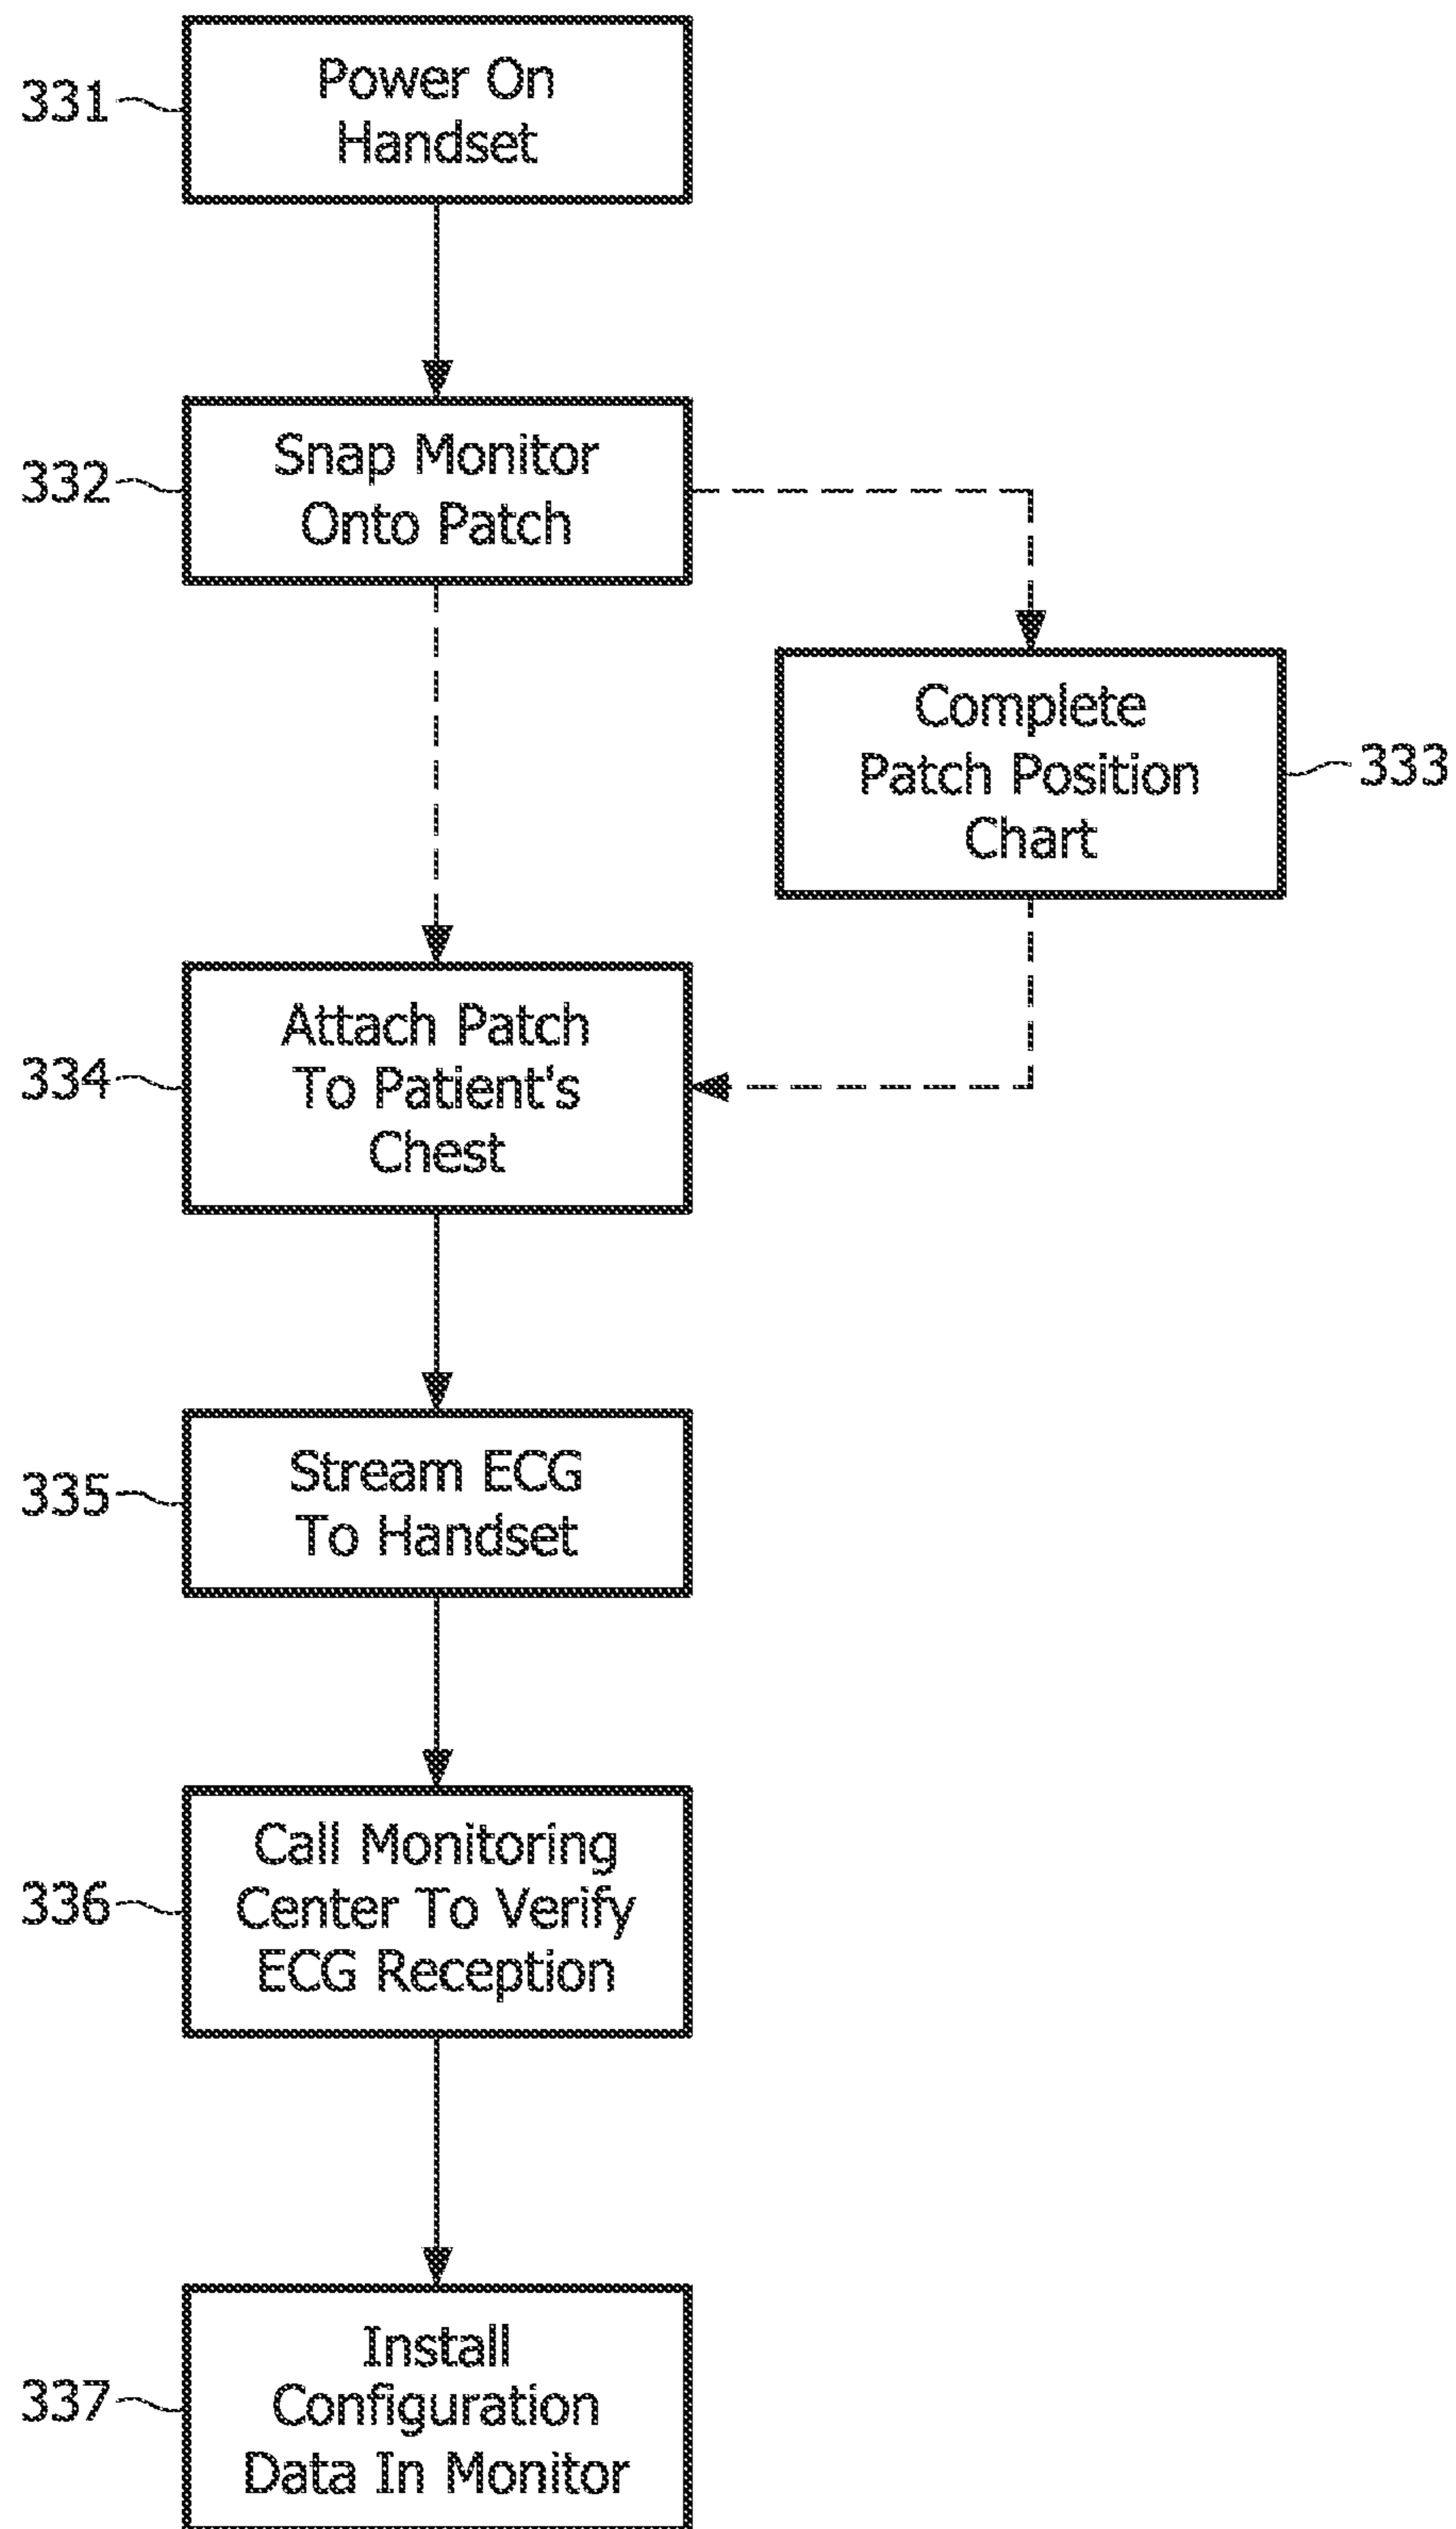 331
Power On
Handset
332
Snap Monitor
Onto Patch
Complete
Patch Position
Chart
333
334
Attach Patch
To Patient's
Chest
335
Stream ECG
To Handset
336
Call Monitoring
Center To Verify
ECG Reception
337
Install
Configuration
Data In Monitor